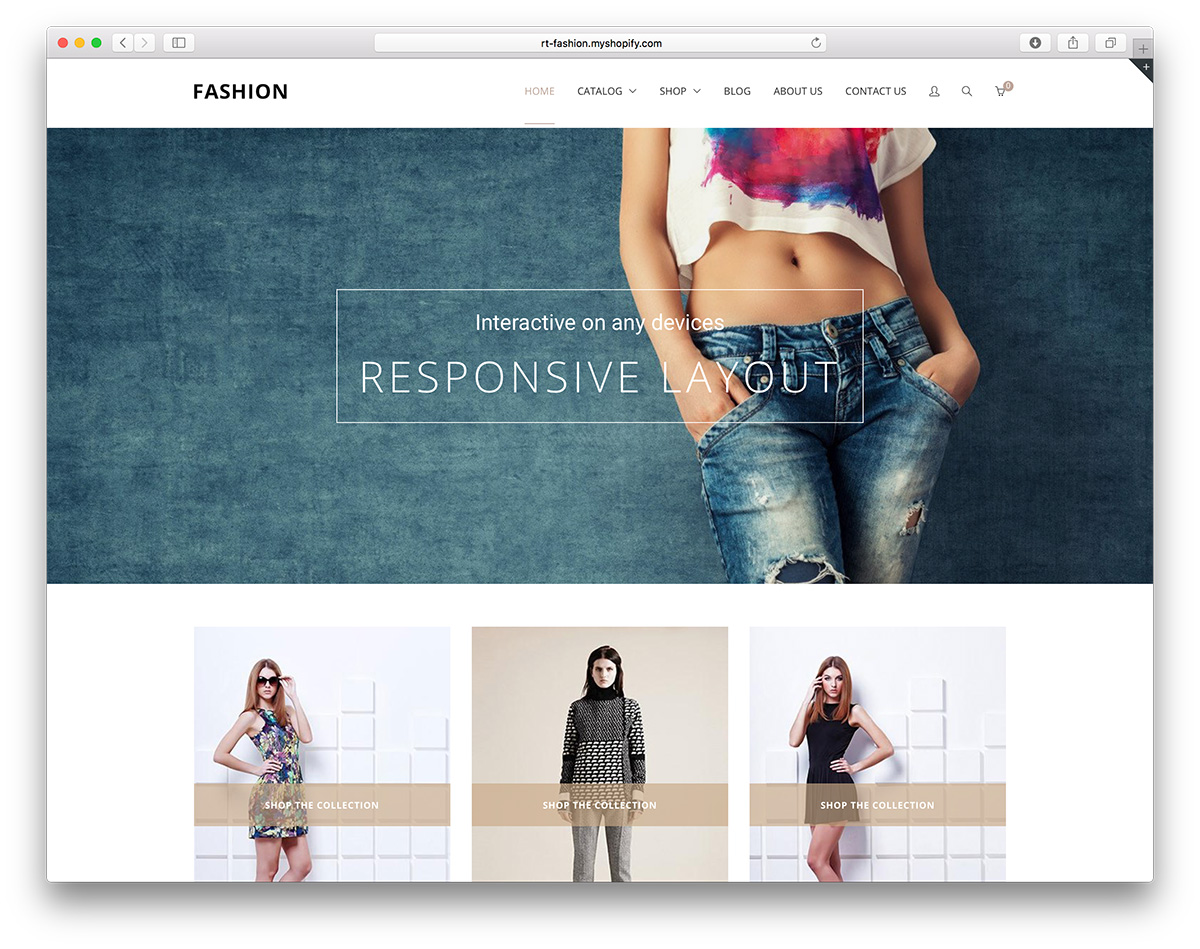 rt-fashion.myshopify.com
FASHION
HOME CATALOG SHOP BLOG ABOUT US CONTACT US 0
Interactive on any devices
RESPONSIVE LAYOUT
SHOP THE COLLECTION SHOP THE COLLECTION SHOP THE COLLECTION